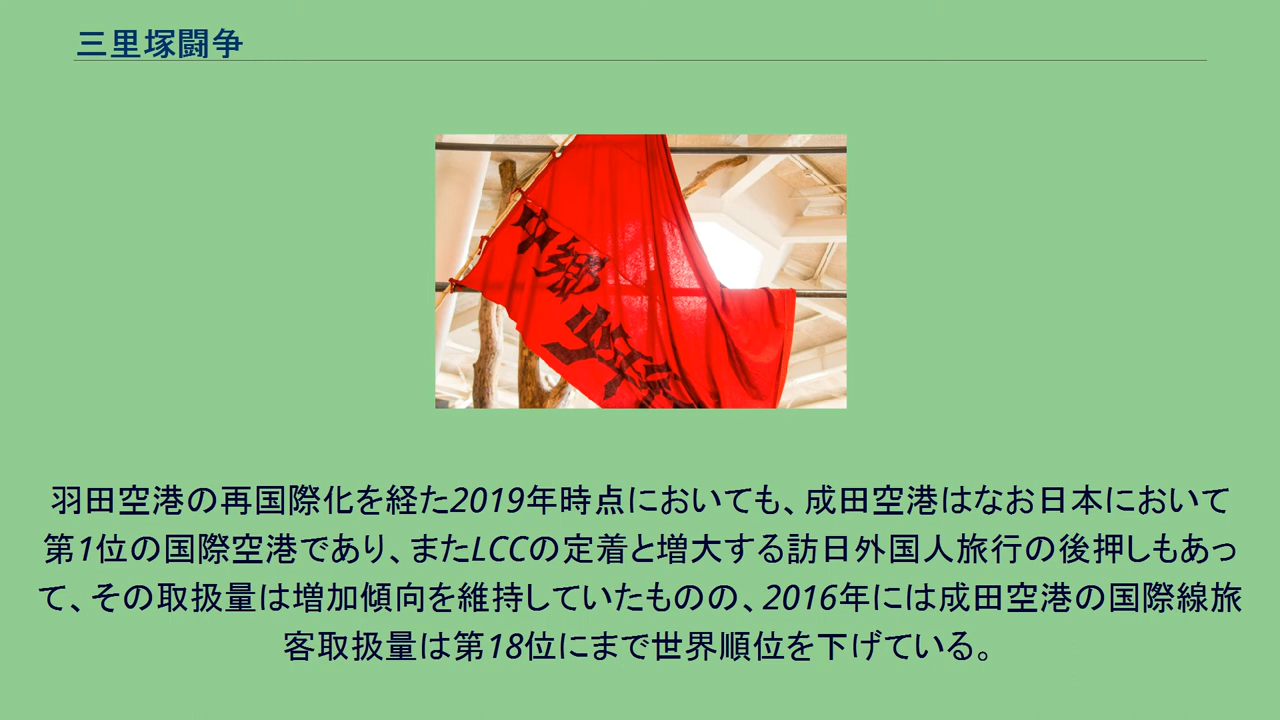 三里塚闘争
中郷
羽田空港の再国際化を経た2019年時点においても、成田空港はなお日本において
第1位の国際空港であり、またLCCの定着と増大する訪日外国人旅行の後押しもあっ
て、その取扱量は増加傾向を維持していたものの、2016年には成田空港の国際線旅
客取扱量は第18位にまで世界順位を下げている。